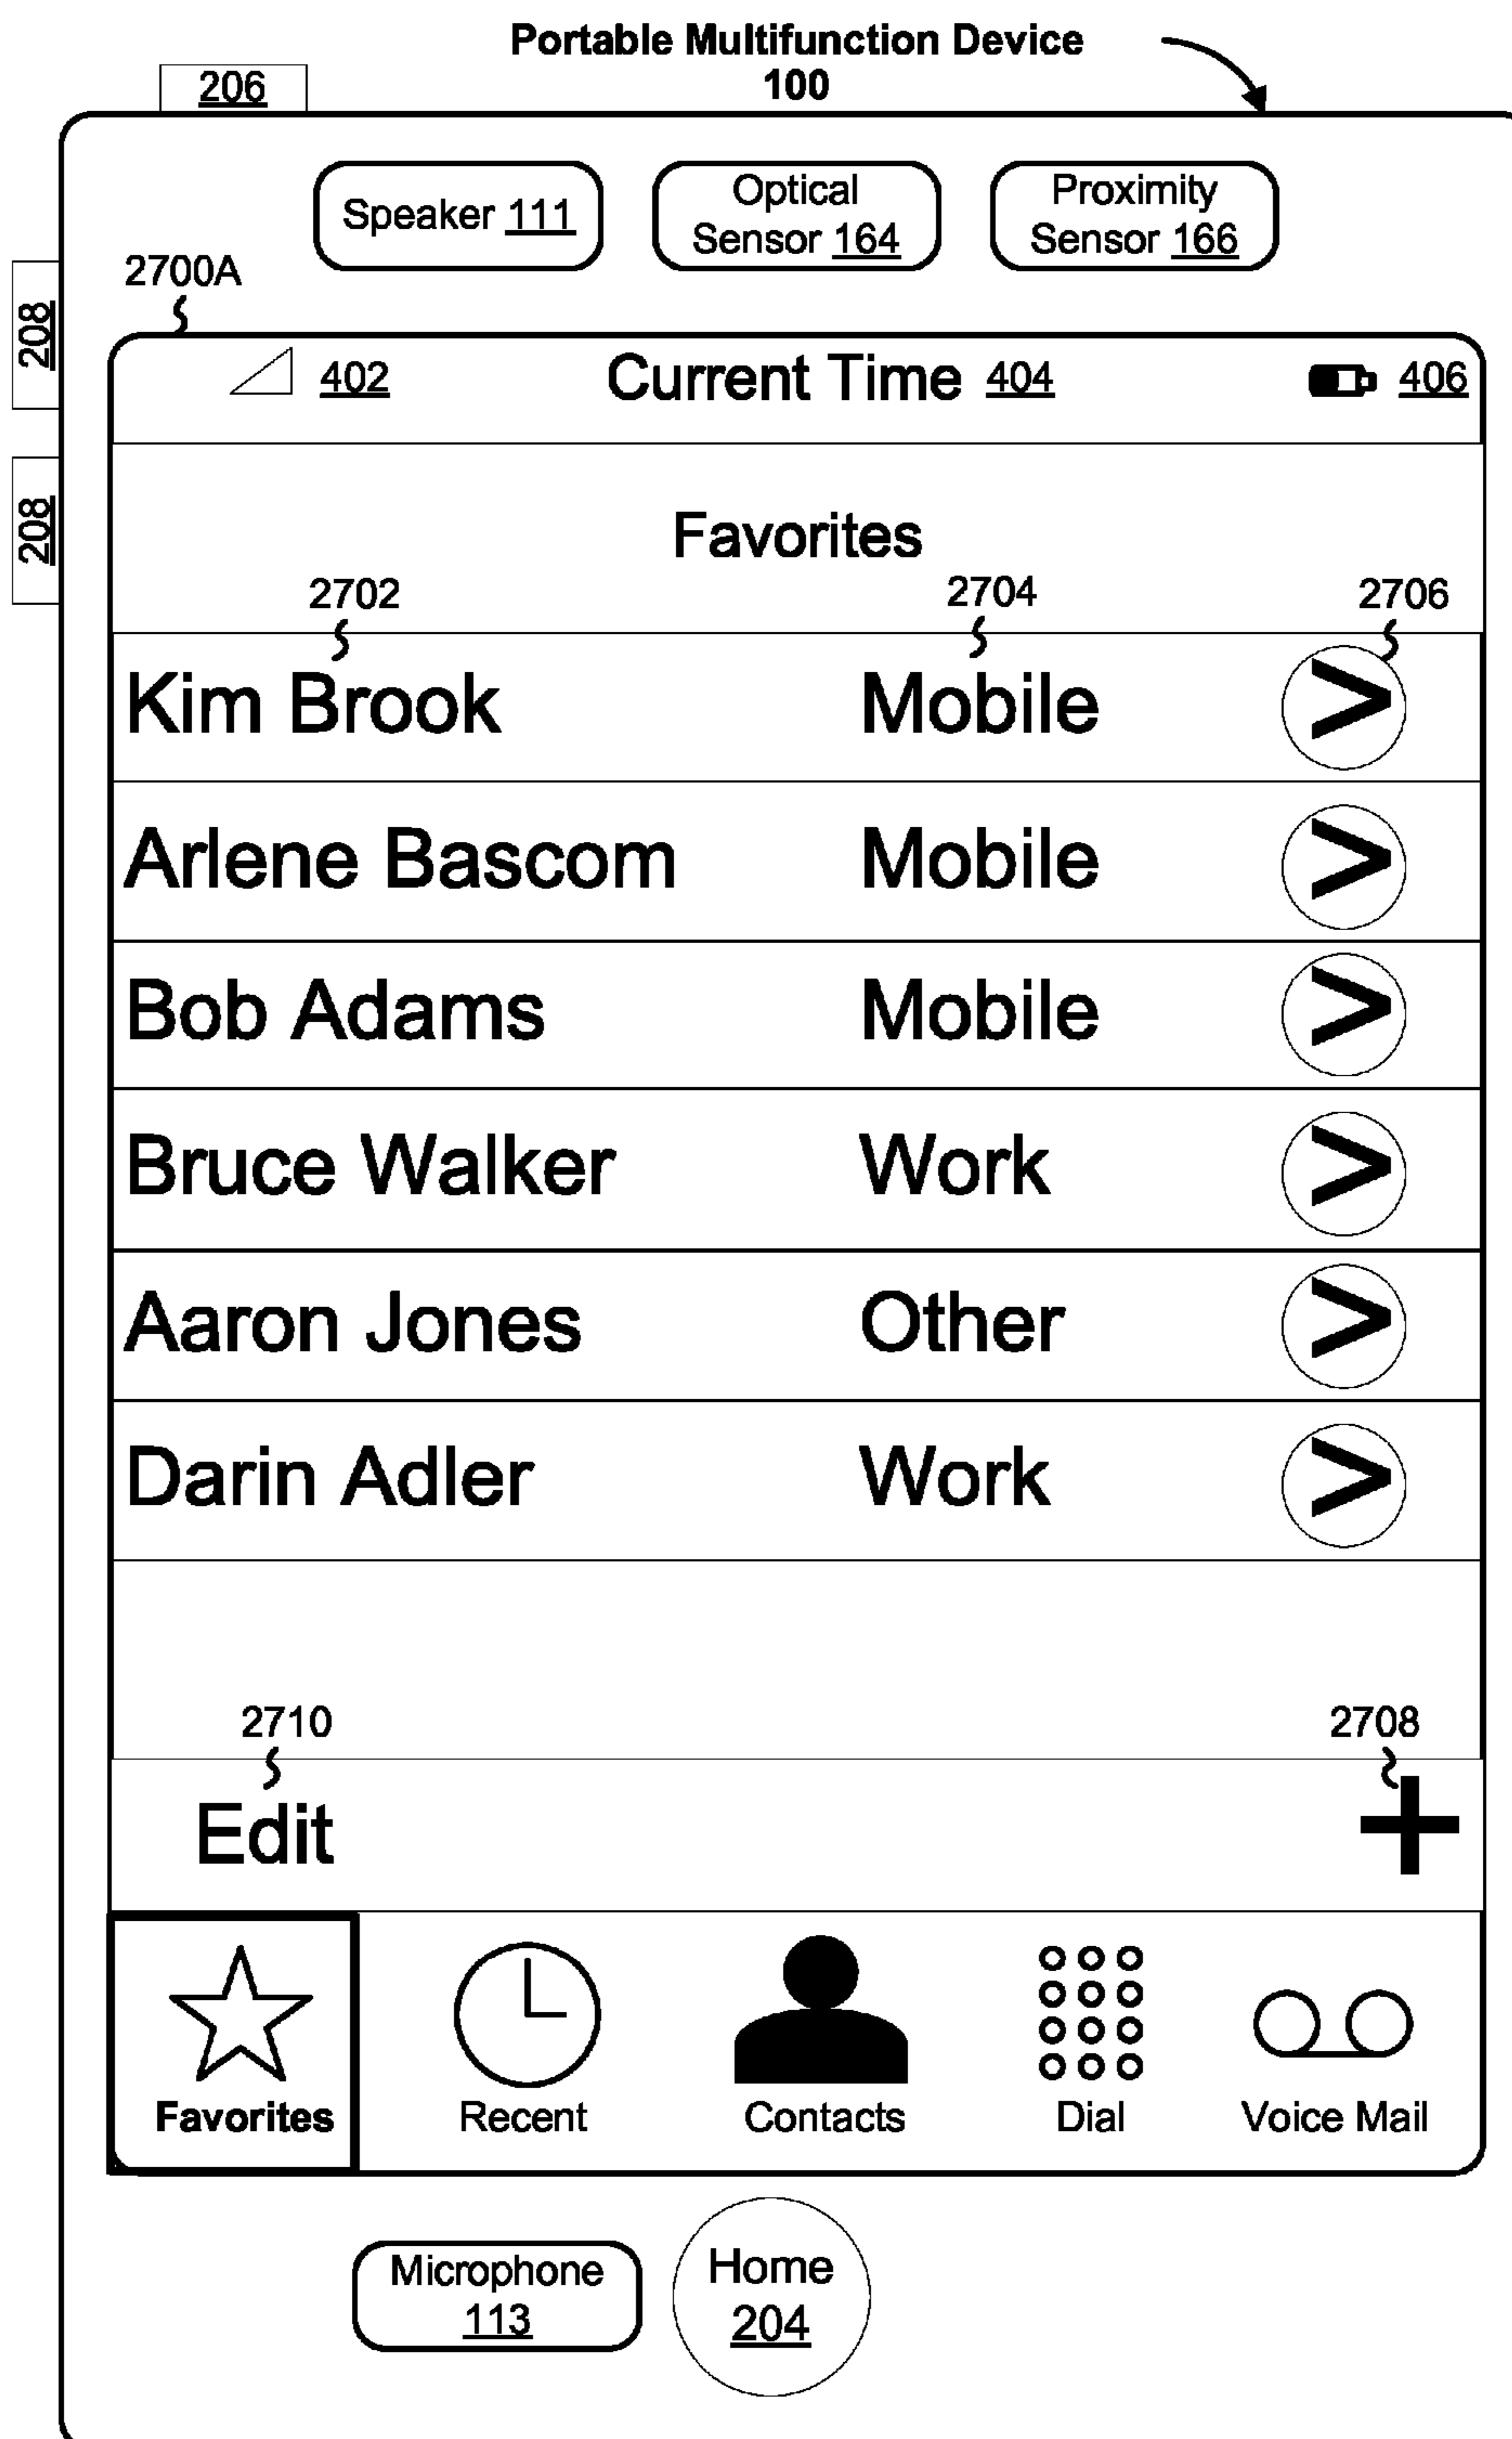 Portable Multifunction Device
100
206
Speaker 111
Optical
Sensor 164
Proximity
Sensor 166
2700A
208
208
402 Current Time 404 406
Favorites
2702 2704 2706
Kim Brook Mobile >
Arlene Bascom Mobile >
Bob Adams Mobile >
Bruce Walker Work >
Aaron Jones Other >
Darin Adler Work >
2710 2708
Edit +
Favorites Recent Contacts Dial Voice Mail
Microphone
113
Home
204